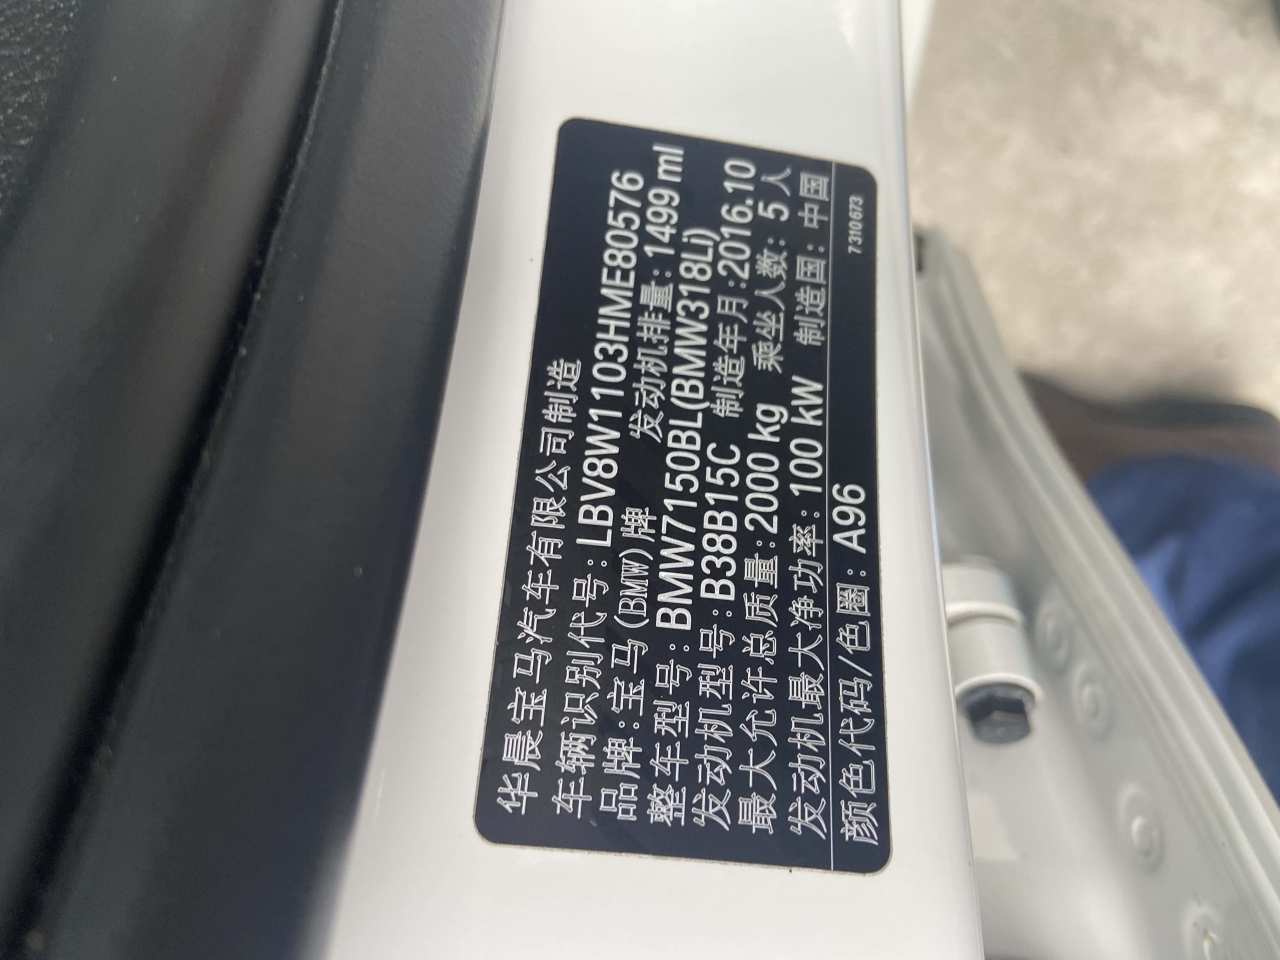 华晨宝马汽车有限公司制造
车辆识别代号:LBV8W1103HME80576
品牌:宝马(BMW)牌 发动机排量:1499 ml
整车型号:BMW7150BL(BMW318Li)
发动机型号:B38B15C 制造年月:2016.10
最大允许总质量:2000 kg 乘坐人数: 5 人
发动机最大净功率: 100 kW 制造国: 中国
颜色代码/色圈: A96
7310673